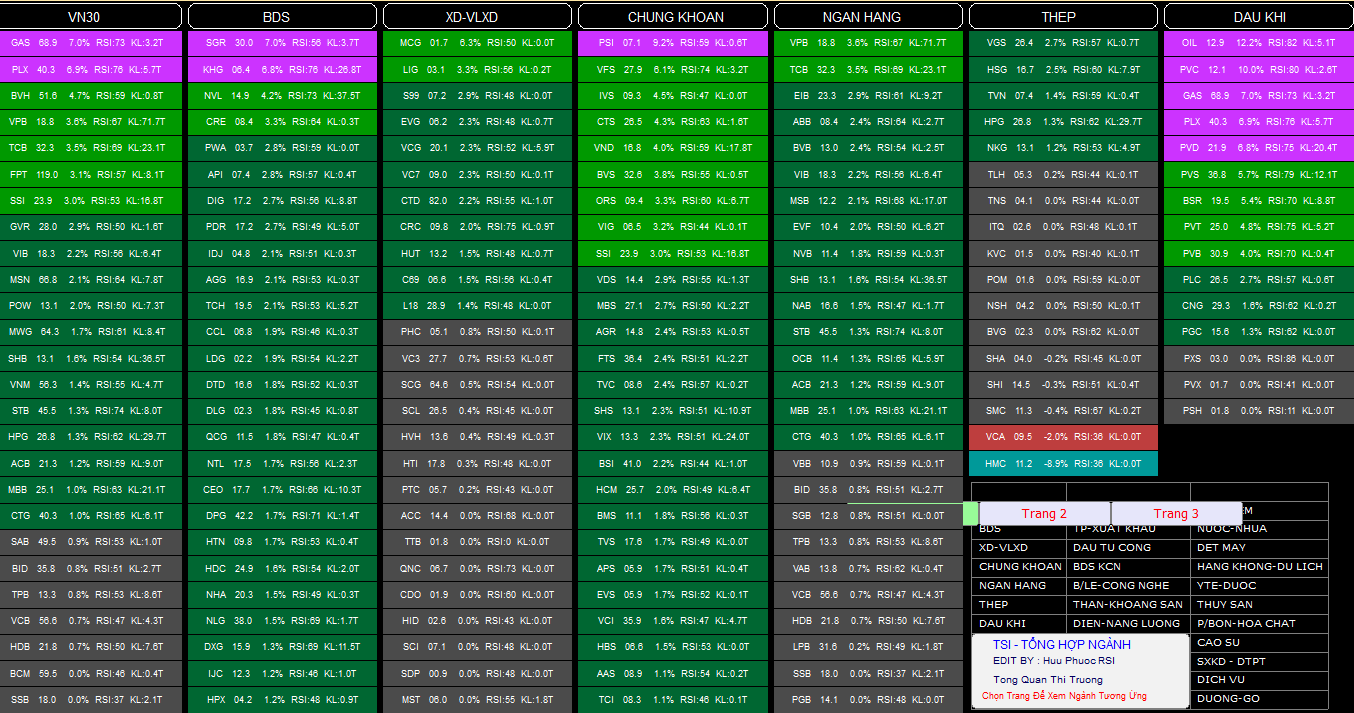 VN30
GAS 68.9 7.0% RSI:73 KL:3.2T
PLX 40.3 6.9% RSI:76 KL:5.7T
BVH 51.6 4.7% RSI:59 KL:0.8T
VPB 18.8 3.6% RSI:67 KL:71.7T
TCB 32.3 3.5% RSI:69 KL:23.1T
FPT 119.0 3.1% RSI:57 KL:8.1T
SSI 23.9 3.0% RSI:53 KL:16.8T
GVR 28.0 2.9% RSI:50 KL:1.6T
VIB 18.3 2.2% RSI:56 KL:6.4T
MSN 66.8 2.1% RSI:64 KL:7.8T
POW 13.1 2.0% RSI:50 KL:7.3T
MWG 64.3 1.7% RSI:61 KL:8.4T
SHB 13.1 1.6% RSI:54 KL:36.5T
VNM 56.3 1.4% RSI:55 KL:4.7T
STB 45.5 1.3% RSI:74 KL:8.0T
HPG 26.8 1.3% RSI:62 KL:29.7T
ACB 21.3 1.2% RSI:59 KL:9.0T
MBB 25.1 1.0% RSI:63 KL:21.1T
CTG 40.3 1.0% RSI:65 KL:6.1T
SAB 49.5 0.9% RSI:53 KL:1.0T
BID 35.8 0.8% RSI:51 KL:2.7T
TPB 13.3 0.8% RSI:53 KL:8.6T
VCB 56.6 0.7% RSI:47 KL:4.3T
HDB 21.8 0.7% RSI:50 KL:7.6T
BCM 59.5 0.0% RSI:46 KL:0.4T
SSB 18.0 0.0% RSI:37 KL:2.1T
BDS
SGR 30.0 7.0% RSI:56 KL:3.7T
KHG 06.4 6.8% RSI:76 KL:26.8T
NVL 14.9 4.2% RSI:73 KL:37.5T
CRE 08.4 3.3% RSI:64 KL:0.3T
PWA 03.7 2.8% RSI:59 KL:0.0T
API 07.4 2.8% RSI:57 KL:0.4T
DIG 17.2 2.7% RSI:56 KL:8.8T
PDR 17.2 2.7% RSI:49 KL:5.0T
IDJ 04.8 2.1% RSI:51 KL:0.3T
AGG 16.9 2.1% RSI:53 KL:0.3T
TCH 19.5 2.1% RSI:53 KL:5.2T
CCL 06.8 1.9% RSI:46 KL:0.3T
LDG 02.2 1.9% RSI:54 KL:2.2T
DTD 16.6 1.8% RSI:52 KL:0.3T
DLG 02.3 1.8% RSI:45 KL:0.8T
QCG 11.5 1.8% RSI:47 KL:0.4T
NTL 17.5 1.7% RSI:56 KL:2.3T
CEO 17.7 1.7% RSI:66 KL:10.3T
DPG 42.2 1.7% RSI:71 KL:1.4T
HTN 09.8 1.7% RSI:53 KL:0.4T
HDC 24.9 1.6% RSI:54 KL:2.0T
NHA 20.3 1.5% RSI:49 KL:0.3T
NLG 38.0 1.5% RSI:69 KL:1.7T
DXG 15.9 1.3% RSI:69 KL:11.5T
IJC 12.3 1.2% RSI:46 KL:1.0T
HPX 04.2 1.2% RSI:48 KL:0.9T
XD-VLXD
MCG 01.7 6.3% RSI:50 KL:0.0T
LIG 03.1 3.3% RSI:56 KL:0.2T
S99 07.2 2.9% RSI:48 KL:0.0T
EVG 06.2 2.3% RSI:48 KL:0.7T
VCG 20.1 2.3% RSI:52 KL:5.9T
VC7 09.0 2.3% RSI:50 KL:0.1T
CTD 82.0 2.2% RSI:55 KL:1.0T
CRC 09.8 2.0% RSI:75 KL:0.9T
HUT 13.2 1.5% RSI:48 KL:0.7T
C69 06.6 1.5% RSI:56 KL:0.4T
L18 28.9 1.4% RSI:48 KL:0.0T
PHC 05.1 0.8% RSI:50 KL:0.1T
VC3 27.7 0.7% RSI:53 KL:0.6T
SCG 64.6 0.5% RSI:54 KL:0.0T
SCL 26.5 0.4% RSI:45 KL:0.0T
HVH 13.6 0.4% RSI:49 KL:0.3T
HTI 17.8 0.3% RSI:48 KL:0.0T
PTC 05.7 0.2% RSI:43 KL:0.0T
ACC 14.4 0.0% RSI:68 KL:0.0T
TTB 01.8 0.0% RSI:0 KL:0.0T
QNC 06.7 0.0% RSI:73 KL:0.0T
CDO 01.9 0.0% RSI:60 KL:0.0T
HID 02.6 0.0% RSI:43 KL:0.0T
SCI 07.1 0.0% RSI:48 KL:0.0T
SDP 00.9 0.0% RSI:48 KL:0.0T
MST 06.0 0.0% RSI:55 KL:1.8T
CHUNG KHOAN
PSI 07.1 9.2% RSI:59 KL:0.6T
VFS 27.9 6.1% RSI:74 KL:3.2T
IVS 09.3 4.5% RSI:47 KL:0.0T
CTS 26.5 4.3% RSI:63 KL:1.6T
VND 16.8 4.0% RSI:59 KL:17.8T
BVS 32.6 3.8% RSI:55 KL:0.5T
ORS 09.4 3.3% RSI:60 KL:6.7T
VIG 06.5 3.2% RSI:44 KL:0.1T
SSI 23.9 3.0% RSI:53 KL:16.8T
VDS 14.4 2.9% RSI:55 KL:1.3T
MBS 27.1 2.7% RSI:50 KL:2.2T
AGR 14.8 2.4% RSI:53 KL:0.5T
FTS 36.4 2.4% RSI:51 KL:2.2T
TVC 08.6 2.4% RSI:57 KL:0.2T
SHS 13.1 2.3% RSI:51 KL:10.9T
VIX 13.3 2.3% RSI:51 KL:24.0T
BSI 41.0 2.2% RSI:44 KL:1.0T
HCM 25.7 2.0% RSI:49 KL:6.4T
BMS 11.1 1.8% RSI:56 KL:0.3T
TVS 17.6 1.7% RSI:49 KL:0.0T
APS 05.9 1.7% RSI:51 KL:0.4T
EVS 05.9 1.7% RSI:52 KL:0.1T
VCI 35.9 1.6% RSI:47 KL:4.7T
HBS 06.6 1.5% RSI:53 KL:0.0T
AAS 08.9 1.1% RSI:54 KL:0.2T
TCI 08.3 1.1% RSI:46 KL:0.1T
NGAN HANG
VPB 18.8 3.6% RSI:67 KL:71.7T
TCB 32.3 3.5% RSI:69 KL:23.1T
EIB 23.3 2.9% RSI:61 KL:9.2T
ABB 08.4 2.4% RSI:64 KL:2.7T
BVB 13.0 2.4% RSI:54 KL:2.5T
VIB 18.3 2.2% RSI:56 KL:6.4T
MSB 12.2 2.1% RSI:68 KL:17.0T
EVF 10.4 2.0% RSI:50 KL:6.2T
NVB 11.4 1.8% RSI:59 KL:0.3T
SHB 13.1 1.6% RSI:54 KL:36.5T
NAB 16.6 1.5% RSI:47 KL:1.7T
STB 45.5 1.3% RSI:74 KL:8.0T
OCB 11.4 1.3% RSI:65 KL:5.9T
ACB 21.3 1.2% RSI:59 KL:9.0T
MBB 25.1 1.0% RSI:63 KL:21.1T
CTG 40.3 1.0% RSI:65 KL:6.1T
VBB 10.9 0.9% RSI:59 KL:0.1T
BID 35.8 0.8% RSI:51 KL:2.7T
SGB 12.8 0.8% RSI:51 KL:0.0T
TPB 13.3 0.8% RSI:53 KL:8.6T
VAB 13.8 0.7% RSI:62 KL:0.4T
VCB 56.6 0.7% RSI:47 KL:4.3T
HDB 21.8 0.7% RSI:50 KL:7.6T
LPB 31.6 0.2% RSI:49 KL:1.8T
SSB 18.0 0.0% RSI:37 KL:2.1T
PGB 14.1 0.0% RSI:48 KL:0.0T
THEP
VGS 26.4 2.7% RSI:57 KL:0.7T
HSG 16.7 2.5% RSI:60 KL:7.9T
TVN 07.4 1.4% RSI:59 KL:0.4T
HPG 26.8 1.3% RSI:62 KL:29.7T
NKG 13.1 1.2% RSI:53 KL:4.9T
TLH 05.3 0.2% RSI:44 KL:0.1T
TNS 04.1 0.0% RSI:44 KL:0.0T
ITQ 02.6 0.0% RSI:48 KL:0.1T
KVC 01.5 0.0% RSI:40 KL:0.1T
POM 01.6 0.0% RSI:59 KL:0.0T
NSH 04.2 0.0% RSI:50 KL:0.1T
BVG 02.3 0.0% RSI:62 KL:0.0T
SHA 04.0 -0.2% RSI:45 KL:0.0T
SHI 14.5 -0.3% RSI:51 KL:0.4T
SMC 11.3 -0.4% RSI:67 KL:0.2T
VCA 09.5 -2.0% RSI:36 KL:0.0T
HMC 11.2 -8.9% RSI:36 KL:0.0T
DAU KHI
OIL 12.9 12.2% RSI:82 KL:5.1T
PVC 12.1 10.0% RSI:80 KL:2.6T
GAS 68.9 7.0% RSI:73 KL:3.2T
PLX 40.3 6.9% RSI:76 KL:5.7T
PVD 21.9 6.8% RSI:75 KL:20.4T
PVS 36.8 5.7% RSI:79 KL:12.1T
BSR 19.5 5.4% RSI:70 KL:8.8T
PVT 25.0 4.8% RSI:75 KL:5.2T
PVB 30.9 4.0% RSI:70 KL:0.4T
PLC 26.5 2.7% RSI:57 KL:0.6T
CNG 29.3 1.6% RSI:62 KL:0.2T
PGC 15.6 1.3% RSI:62 KL:0.0T
PXS 03.0 0.0% RSI:86 KL:0.0T
PVX 01.7 0.0% RSI:41 KL:0.0T
PSH 01.8 0.0% RSI:11 KL:0.0T
Trang 2 Trang 3 EM
BDS TP-XUAT KHAU NUOC-NHUA
XD-VLXD DAU TU CONG DET MAY
CHUNG KHOAN BDS KCN HANG KHONG-DU LICH
NGAN HANG B/LE-CONG NGHE YTE-DUOC
THEP THAN-KHOANG SAN THUY SAN
DAU KHI DIEN-NANG LUONG P/BON-HOA CHAT
CAO SU
SXKD - DTPT
DICH VU
DUONG-GO
TSI - TỔNG HỢP NGÀNH
EDIT BY : Huu Phuoc RSI
Tong Quan Thi Truong
Chọn Trang Để Xem Ngành Tương Ứng